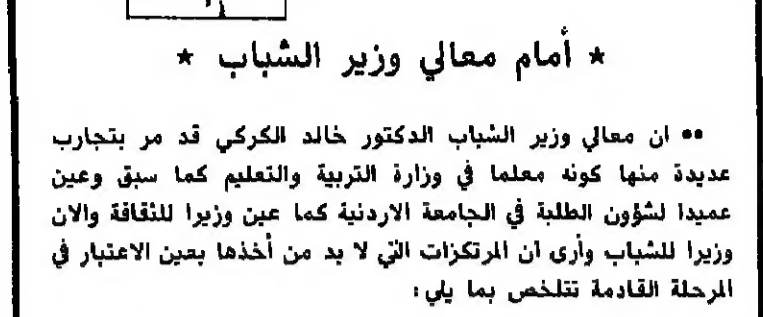 * أمام معالي وزير الشباب *
•• ان معالي وزير الشباب الدكتور خالد الكركي قد مر بتجارب
عديدة منها كونه معلما في وزارة التربية والتعليم كما سبق وعين
عميدا لشؤون الطلبة في الجامعة الاردنية كما عين وزيرا للثقافة والان
وزيرا للشباب وأرى ان المرتكزات التي لا بد من أخذها بعين الاعتبار في
المرحلة القادمة تتلخص بما يلي :